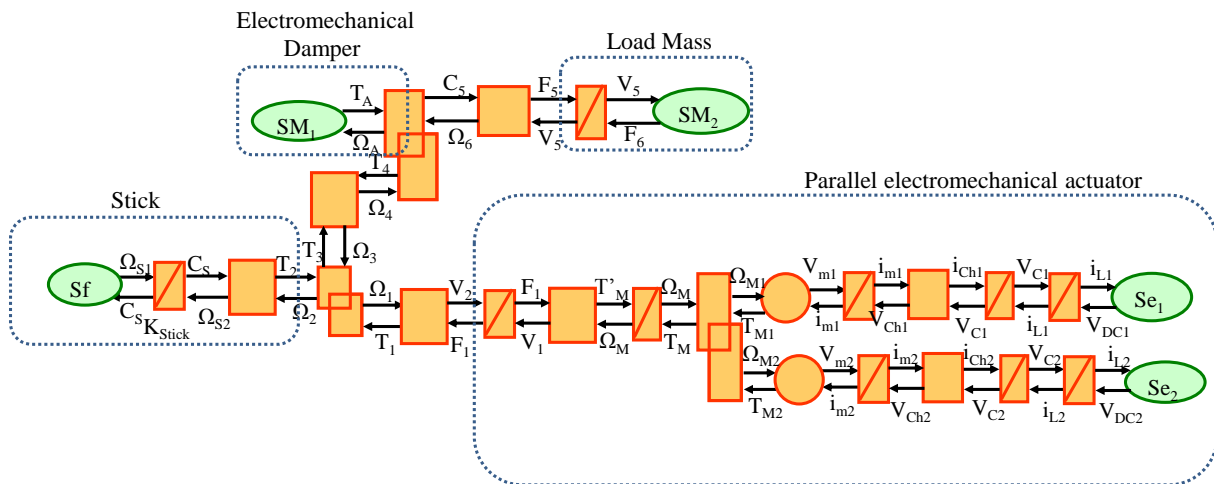 Electromechanical
Damper
Load Mass
T_A
C_5
F_5
V_5
SM_1
SM_2
Ω_A
Ω_6
V_5
F_6
T_4
Ω_4
Parallel electromechanical actuator
Stick
T_3
Ω_3
Ω_S1
C_S
T_2
Sf
C_S
K_Stick
Ω_S2
Ω_2
Ω_1
V_2
F_1
T'_M
Ω_M
Ω_M1
V_m1
i_m1
i_Ch1
V_C1
i_L1
Se_1
T_1
F_1
V_1
Ω_M
T_M
T_M1
i_m1
V_Ch1
V_C1
i_L1
V_DC1
Ω_M2
V_m2
i_m2
i_Ch2
V_C2
i_L2
Se_2
T_M2
i_m2
V_Ch2
V_C2
i_L2
V_DC2